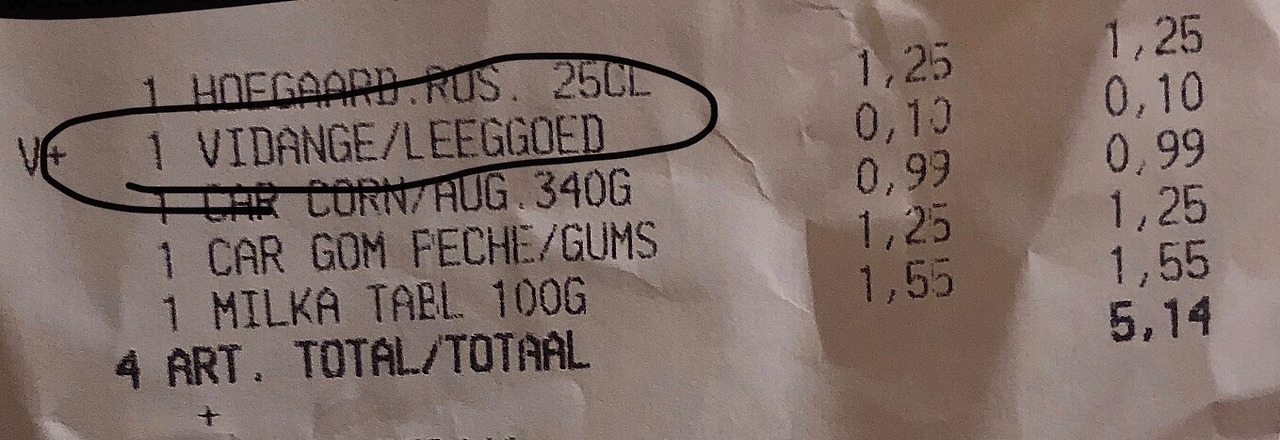 1 HOEGAARD.ROS. 25CL 1,25 1,25
V+ 1 VIDANGE/LEEGGOED 0,10 0,10
1 CAR CORN/AUG.340G 0,99 0,99
1 CAR GOM PECHE/GUMS 1,25 1,25
1 MILKA TABL 100G 1,55 1,55
4 ART. TOTAL/TOTAAL 5,14
+